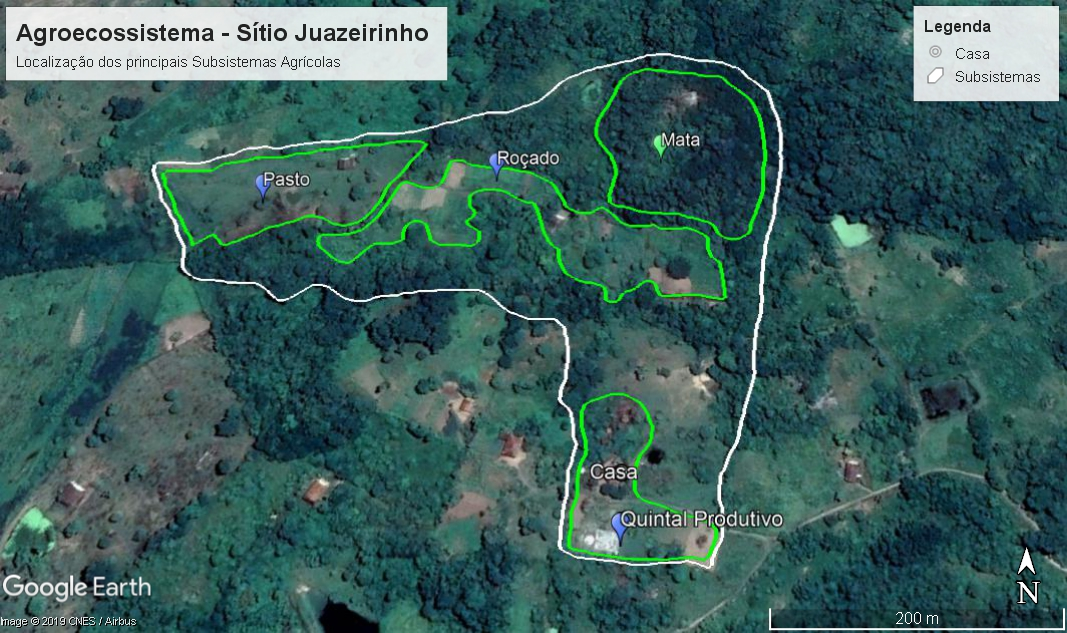 Agroecossistema - Sítio Juazeirinho
Localização dos principais Subsistemas Agrícolas
Legenda
Casa
Subsistemas
Mata
Roçado
Pasto
Casa
Quintal Produtivo
Google Earth
N
Image © 2019 CNES / Airbus
200 m